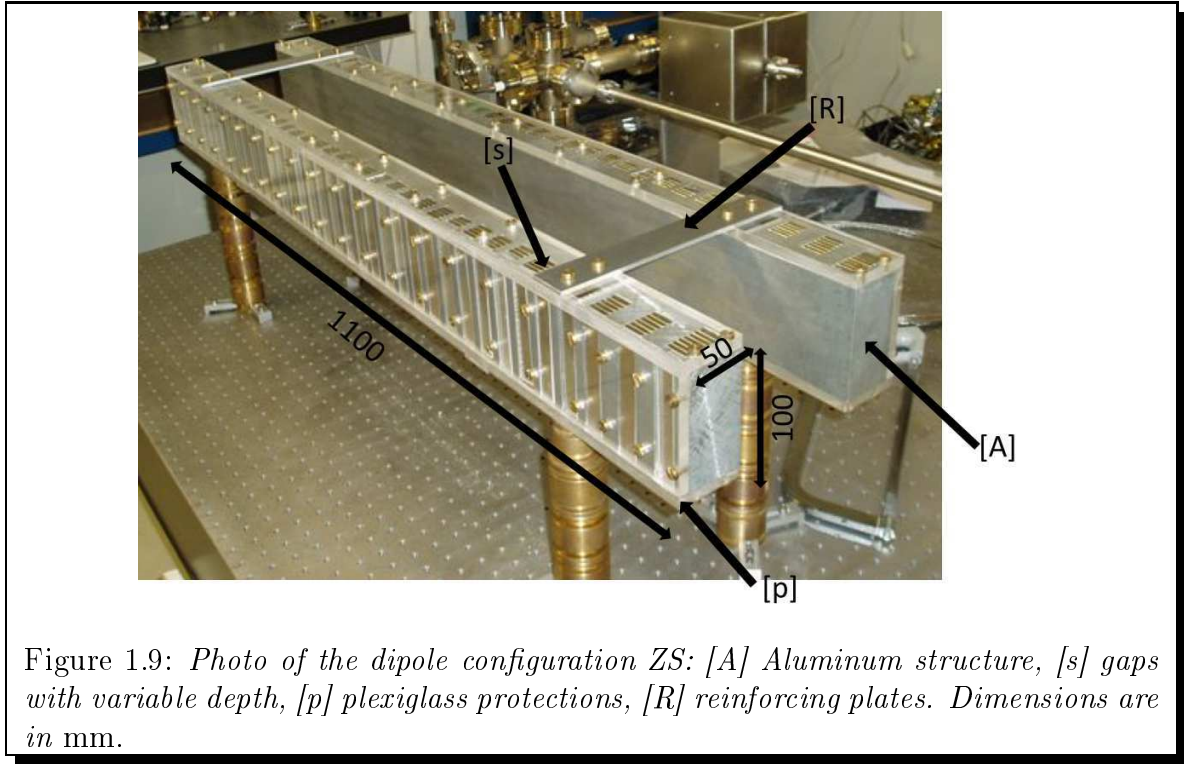 [R]
[s]
1100
50
100
[A]
[p]
Figure 1.9: Photo of the dipole configuration ZS: [A] Aluminum structure, [s] gaps
with variable depth, [p] plexiglass protections, [R] reinforcing plates. Dimensions are
in mm.